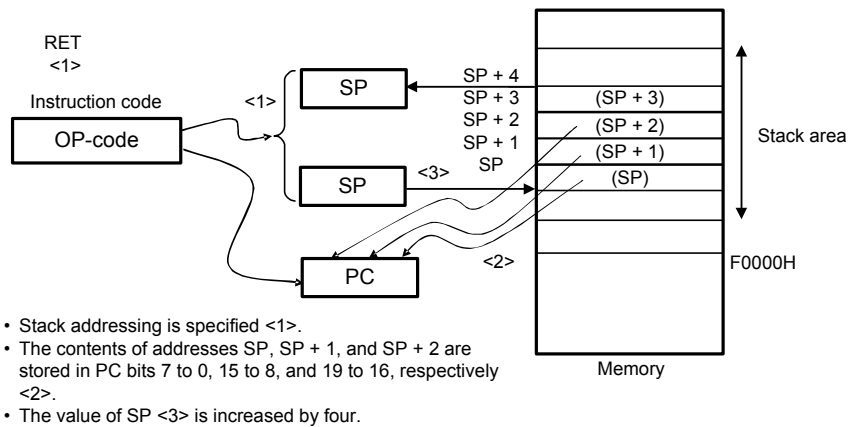 RET
<1>
Instruction code
OP-code
<1>
SP
SP
<3>
PC
<2>
SP + 4
SP + 3
SP + 2
SP + 1
SP
(SP + 3)
(SP + 2)
(SP + 1)
(SP)
Stack area
F0000H
Memory
• Stack addressing is specified <1>.
• The contents of addresses SP, SP + 1, and SP + 2 are
stored in PC bits 7 to 0, 15 to 8, and 19 to 16, respectively
<2>.
• The value of SP <3> is increased by four.